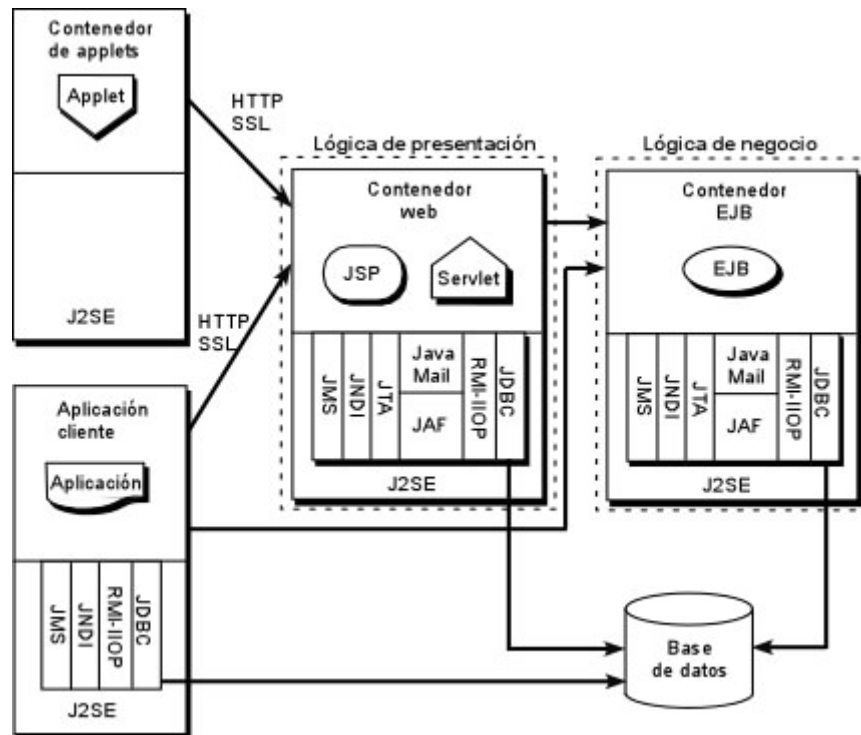 Contenedor
de applets
Applet
J2SE
HTTP
SSL
HTTP
SSL
Aplicación
cliente
Aplicación
JMS
JNDI
RMI-IIOP
JDBC
J2SE
Lógica de presentación
Contenedor
web
JSP
Servlet
JMS
JNDI
JTA
Java
Mail
JAF
RMI-IIOP
JDBC
J2SE
Lógica de negocio
Contenedor
EJB
EJB
JMS
JNDI
JTA
Java
Mail
JAF
RMI-IIOP
JDBC
J2SE
Base
de datos